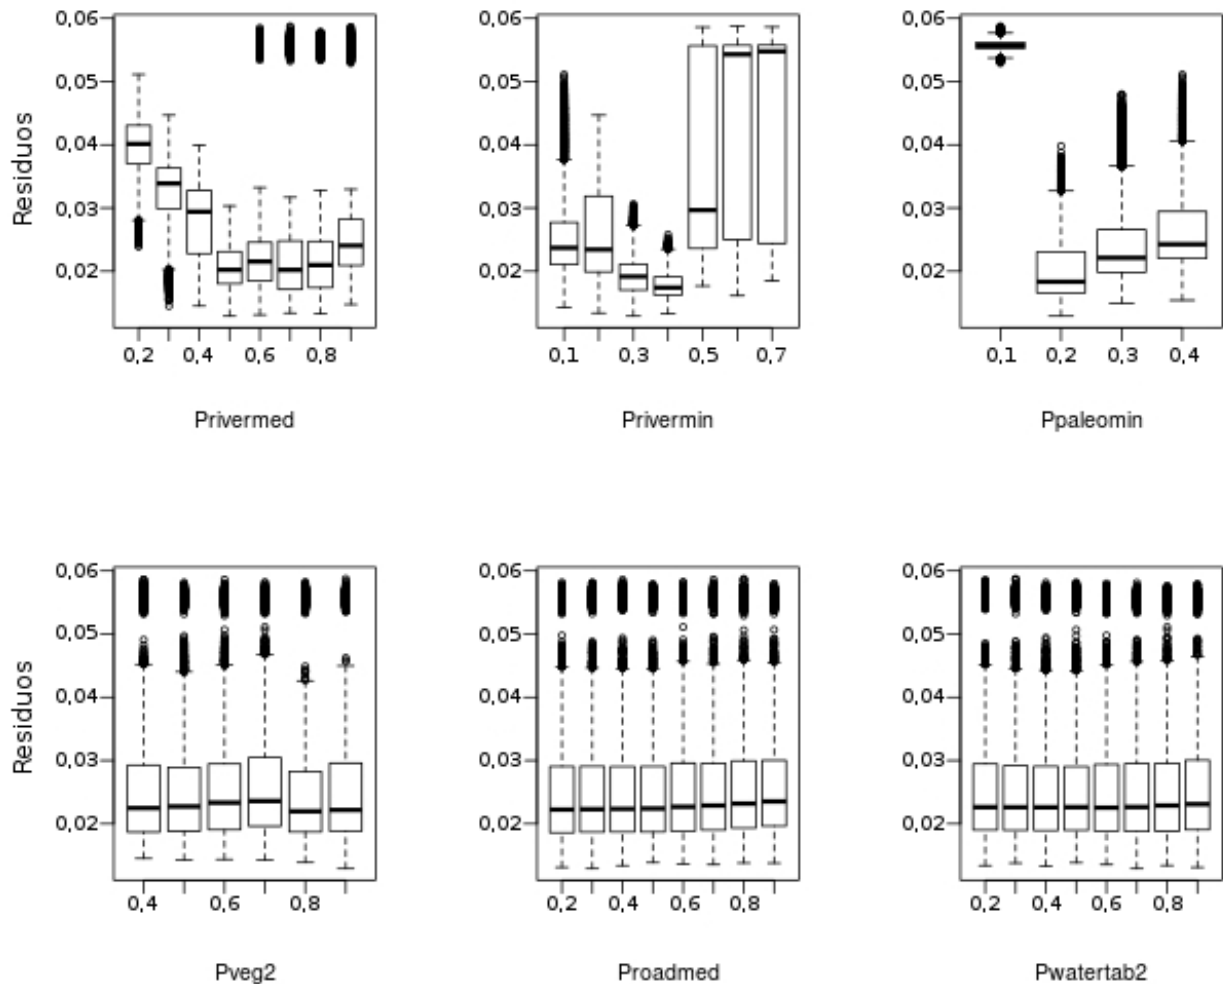 0,06 0,06 0,06
0,05 0,05 0,05
0,04 0,04 0,04
0,03 0,03 0,03
0,02 0,02 0,02
Residuos
0,2 0,4 0,6 0,8 0,1 0,3 0,5 0,7 0,1 0,2 0,3 0,4
Privermed Privermin Ppaleomin
0,06 0,06 0,06
0,05 0,05 0,05
0,04 0,04 0,04
0,03 0,03 0,03
0,02 0,02 0,02
Residuos
0,4 0,6 0,8 0,2 0,4 0,6 0,8 0,2 0,4 0,6 0,8
Pveg2 Proadmed Pwatertab2